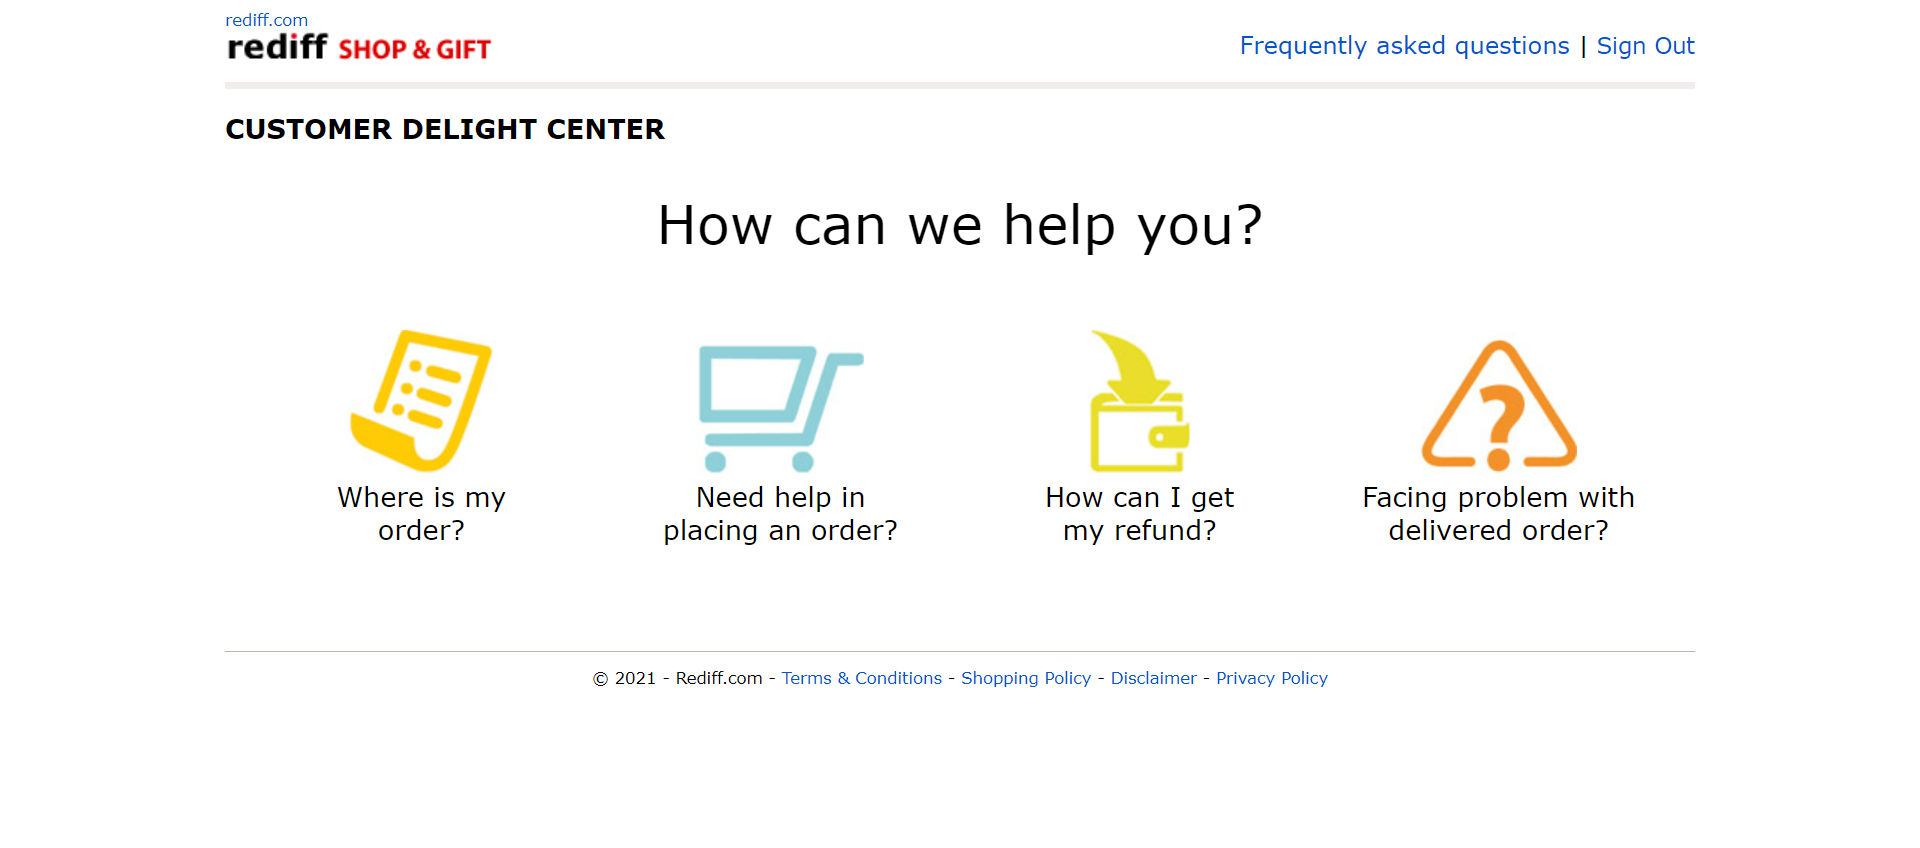 rediff.com
rediff SHOP & GIFT
Frequently asked questions | Sign Out
CUSTOMER DELIGHT CENTER
How can we help you?
Where is my
order?
Need help in
placing an order?
How can I get
my refund?
Facing problem with
delivered order?
© 2021 - Rediff.com - Terms & Conditions - Shopping Policy - Disclaimer - Privacy Policy